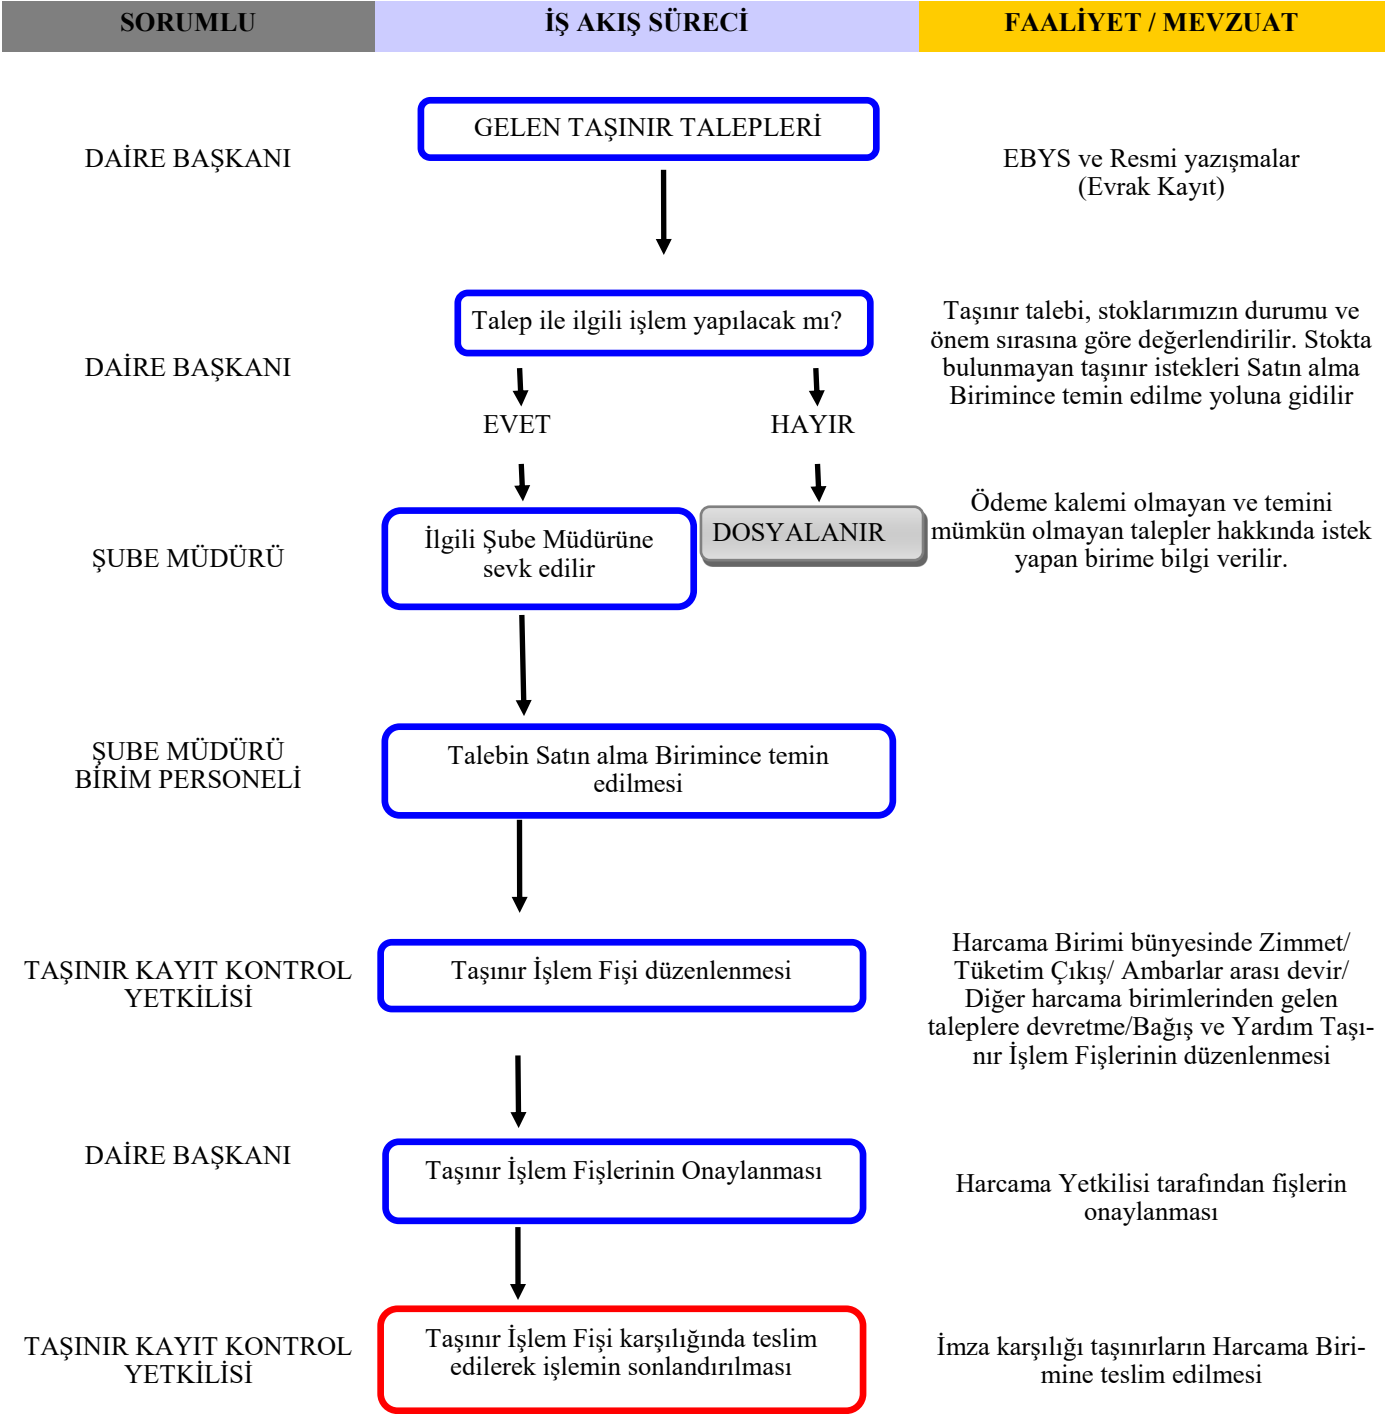 SORUMLU
İŞ AKIŞ SÜRECİ
FAALİYET / MEVZUAT
GELEN TAŞINIR TALEPLERİ
DAİRE BAŞKANI
EBYS ve Resmi yazışmalar
(Evrak Kayıt)
DAİRE BAŞKANI
Talep ile ilgili işlem yapılacak mı?
Taşınır talebi, stoklarımızın durumu ve
önem sırasına göre değerlendirilir. Stokta
bulunmayan taşınır istekleri Satın alma
Birimince temin edilme yoluna gidilir
EVET
HAYIR
ŞUBE MÜDÜRÜ
İlgili Şube Müdürüne
sevk edilir
DOSYALANIR
Ödeme kalemi olmayan ve temini
mümkün olmayan talepler hakkında istek
yapan birime bilgi verilir.
ŞUBE MÜDÜRÜ
BİRİM PERSONELİ
Talebin Satın alma Birimince temin
edilmesi
TAŞINIR KAYIT KONTROL
YETKİLİSİ
Taşınır İşlem Fişi düzenlenmesi
Harcama Birimi bünyesinde Zimmet/
Tüketim Çıkış/ Ambarlar arası devir/
Diğer harcama birimlerinden gelen
taleplere devretme/Bağış ve Yardım Taşı-
nır İşlem Fişlerinin düzenlenmesi
DAİRE BAŞKANI
Taşınır İşlem Fişlerinin Onaylanması
Harcama Yetkilisi tarafından fişlerin
onaylanması
TAŞINIR KAYIT KONTROL
YETKİLİSİ
Taşınır İşlem Fişi karşılığında teslim
edilerek işlemin sonlandırılması
İmza karşılığı taşınırların Harcama Biri-
mine teslim edilmesi